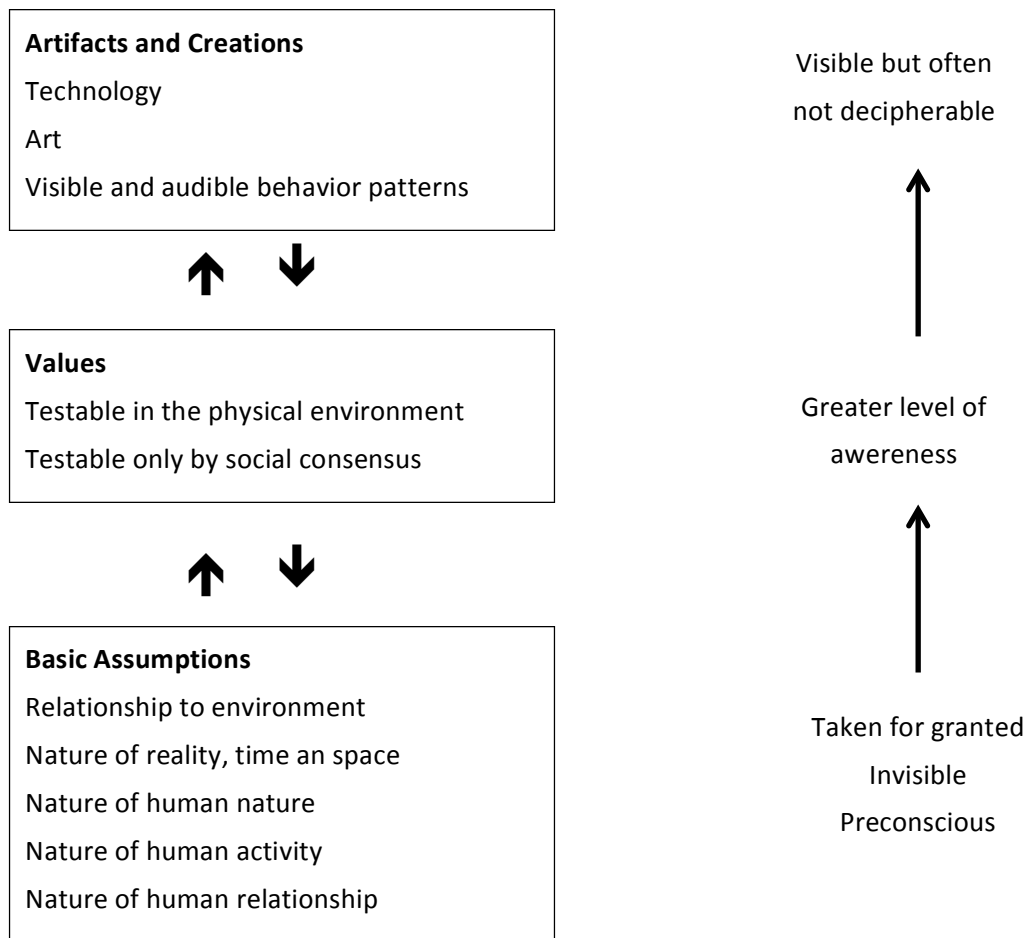 Artifacts and Creations
Technology
Art
Visible and audible behavior patterns
Visible but often
not decipherable
Values
Testable in the physical environment
Testable only by social consensus
Greater level of
awereness
Basic Assumptions
Relationship to environment
Nature of reality, time an space
Nature of human nature
Nature of human activity
Nature of human relationship
Taken for granted
Invisible
Preconscious